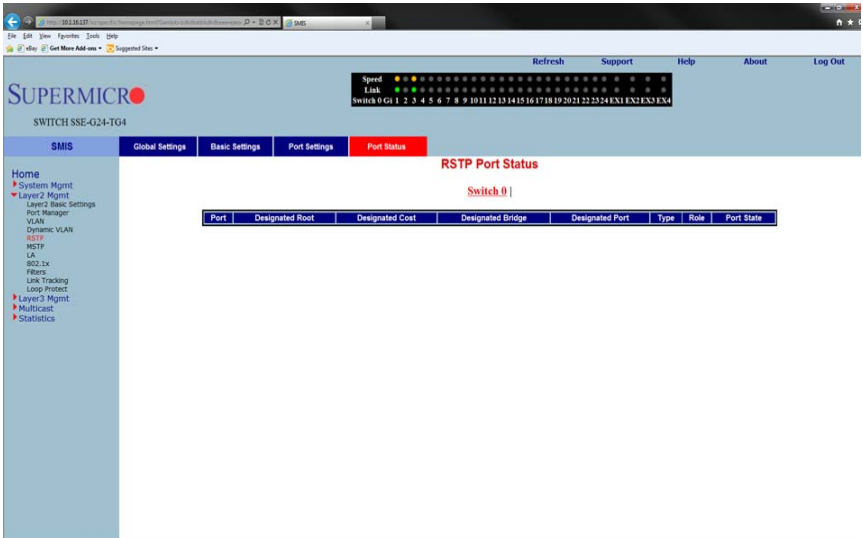 SMIS
File Edit View Favorites Tools Help
eBay Get More Add-ons Suggested Sites
Refresh Support Help About Log Out
SUPERMICRO
SWITCH SSE-G24-TG4
Speed
Link
Switch 0 Gi 1 2 3 4 5 6 7 8 9 10 11 12 13 14 15 16 17 18 19 20 21 22 23 24 EX1 EX2 EX3 EX4
SMIS Global Settings Basic Settings Port Settings Port Status
RSTP Port Status
Switch 0 |
Port Designated Root Designated Cost Designated Bridge Designated Port Type Role Port State
Home
System Mgmt
Layer2 Mgmt
Layer2 Basic Settings
Port Manager
VLAN
Dynamic VLAN
RSTP
MSTP
LA
802.1x
Filters
Link Tracking
Loop Protect
Layer3 Mgmt
Multicast
Statistics